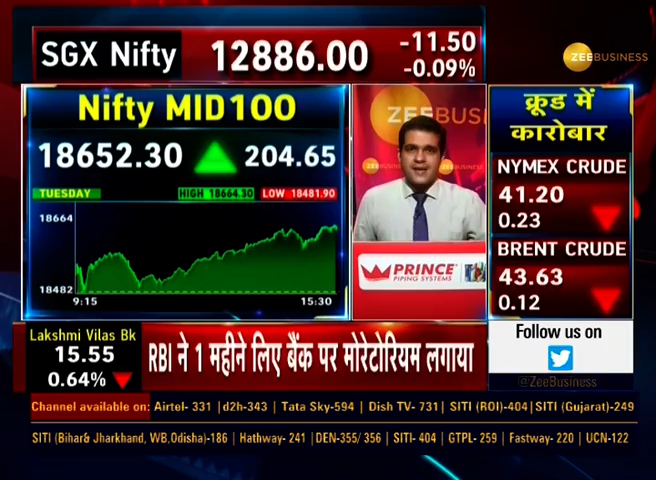 SGX Nifty 12886.00 -11.50
-0.09%
ZEE BUSINESS
Nifty MID100
18652.30 204.65
TUESDAY HIGH 18664.30 LOW 18481.90
18664
18482
9:15 15:30
ZEE BUSINESS
PRINCE
PIPING SYSTEMS
क्रूड में
कारोबार
NYMEX CRUDE
41.20
0.23
BRENT CRUDE
43.63
0.12
Lakshmi Vilas Bk
15.55
0.64%
RBI ने 1 महीने लिए बैंक पर मोरेटोरियम लगाया
Follow us on
@ZeeBusiness
Channel available on: Airtel- 331 | d2h-343 | Tata Sky-594 | Dish TV- 731 | SITI (ROI)-404 | SITI (Gujarat)-249
SITI (Bihar& Jharkhand, WB,Odisha)-186 | Hathway- 241 |DEN-355/ 356 | SITI- 404 | GTPL- 259 | Fastway- 220 | UCN-122